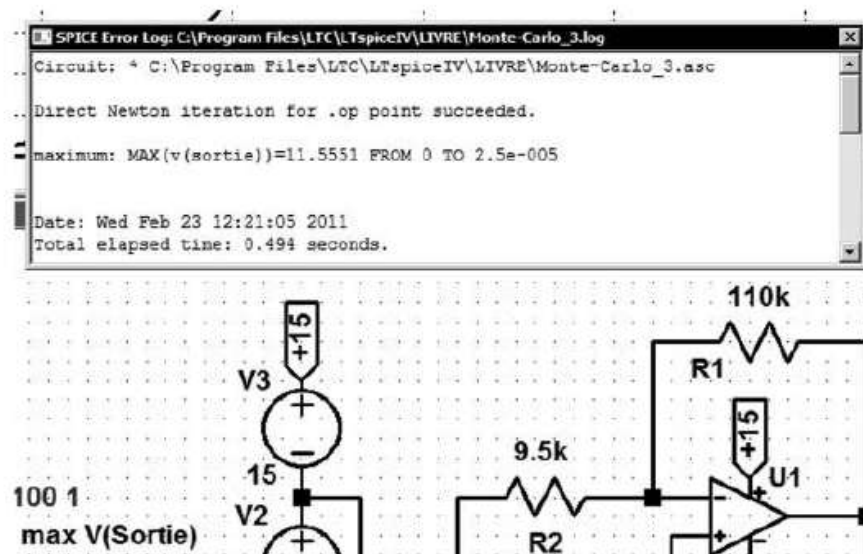 SPICE Error Log: C:\Program Files\LTC\LTspiceIV\LIVRE\Monte-Carlo_3.log
Circuit: * C:\Program Files\LTC\LTspiceIV\LIVRE\Monte-Carlo_3.asc
Direct Newton iteration for .op point succeeded.
maximum: MAX(v(sortie))=11.5551 FROM 0 TO 2.5e-005
Date: Wed Feb 23 12:21:05 2011
Total elapsed time: 0.494 seconds.
110k
+15
R1
V3
+15
9.5k
15
U1
100 1
V2
max V(Sortie)
R2